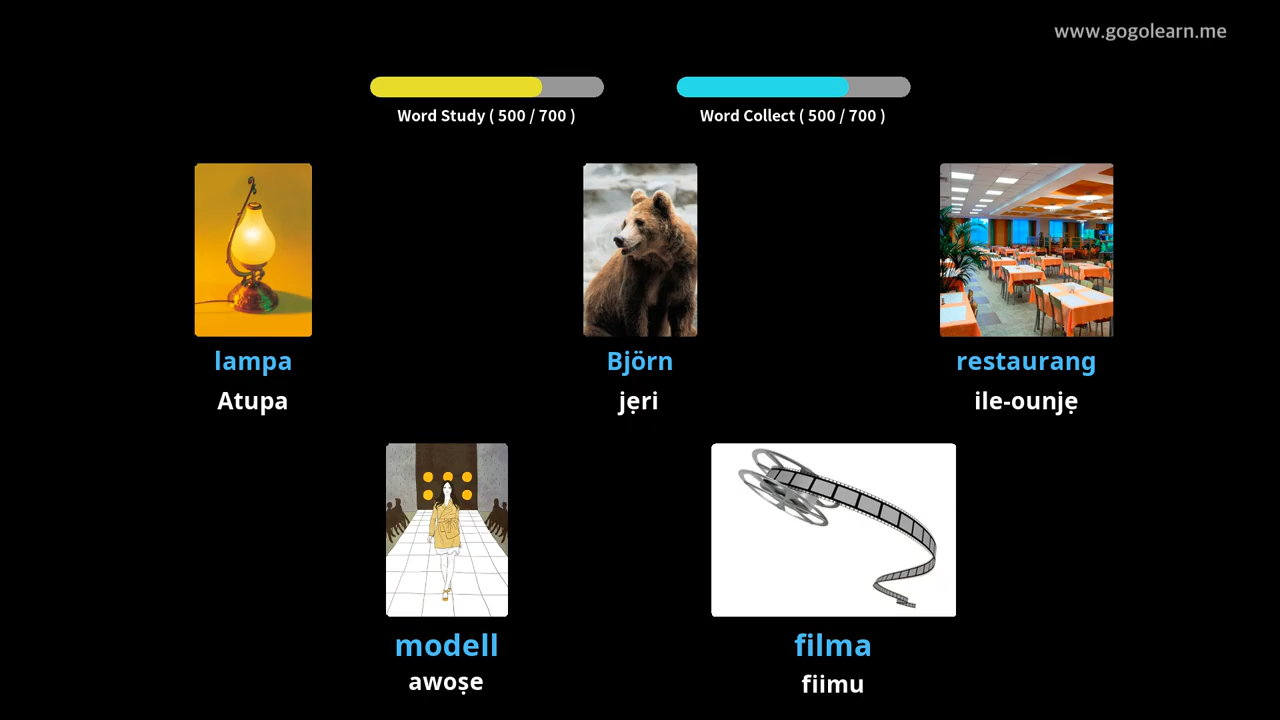 www.gogolearn.me
Word Study ( 500 / 700 )
Word Collect ( 500 / 700 )
lampa
Björn
restaurang
Atupa
jẹri
ile-ounjẹ
modell
filma
awoṣe
fiimu